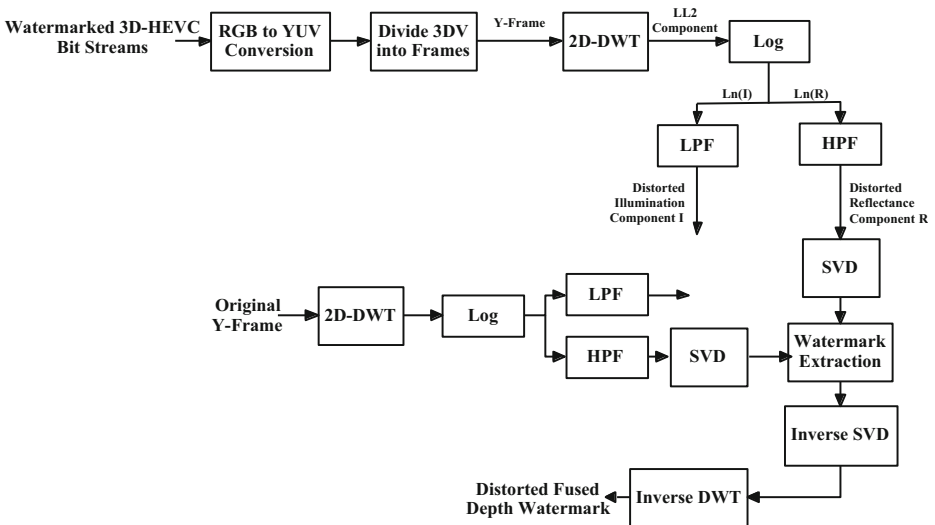 Watermarked 3D-HEVC
Bit Streams
RGB to YUV
Conversion
Divide 3DV
into Frames
Y-Frame
2D-DWT
LL2
Component
Log
Ln(I)
Ln(R)
LPF
HPF
Distorted
Illumination
Component I
Distorted
Reflectance
Component R
SVD
Original
Y-Frame
2D-DWT
Log
LPF
HPF
SVD
Watermark
Extraction
Inverse SVD
Inverse DWT
Distorted Fused
Depth Watermark